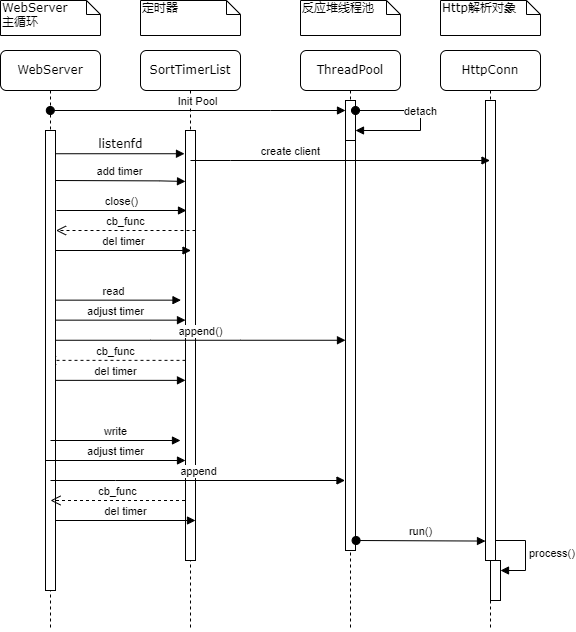 WebServer
主循环
定时器
反应堆线程池
Http解析对象
WebServer
SortTimerList
ThreadPool
HttpConn
Init Pool
detach
listenfd
create client
add timer
close()
cb_func
del timer
read
adjust timer
append()
cb_func
del timer
write
adjust timer
append
cb_func
del timer
run()
process()